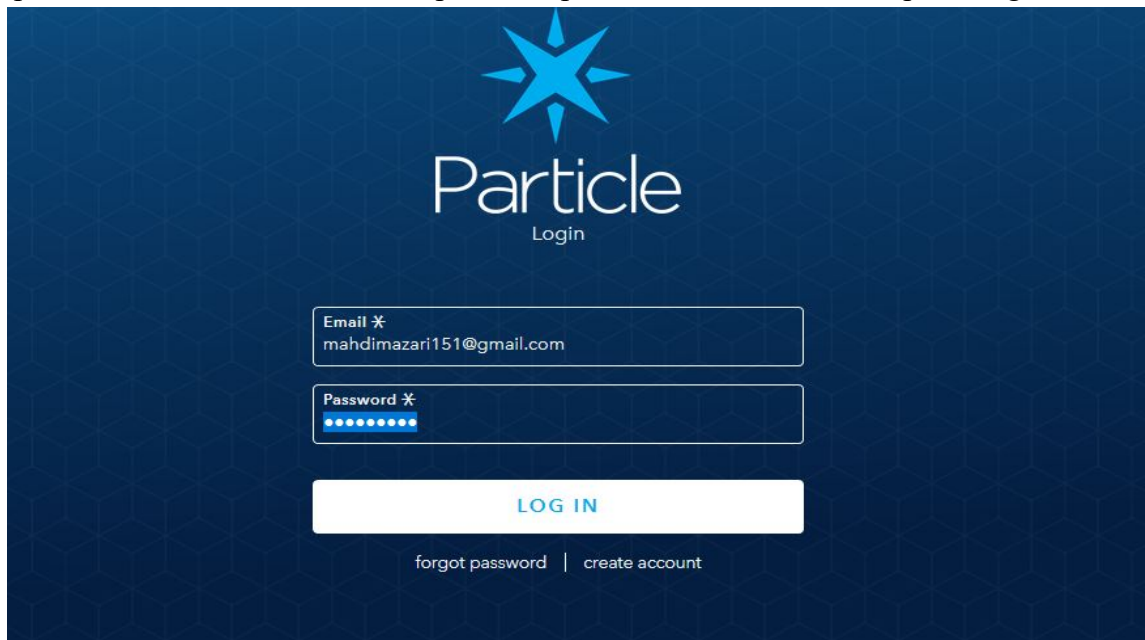 Particle
Login
Email *
mahdimazari151@gmail.com
Password *
•••••••••
LOG IN
forgot password | create account